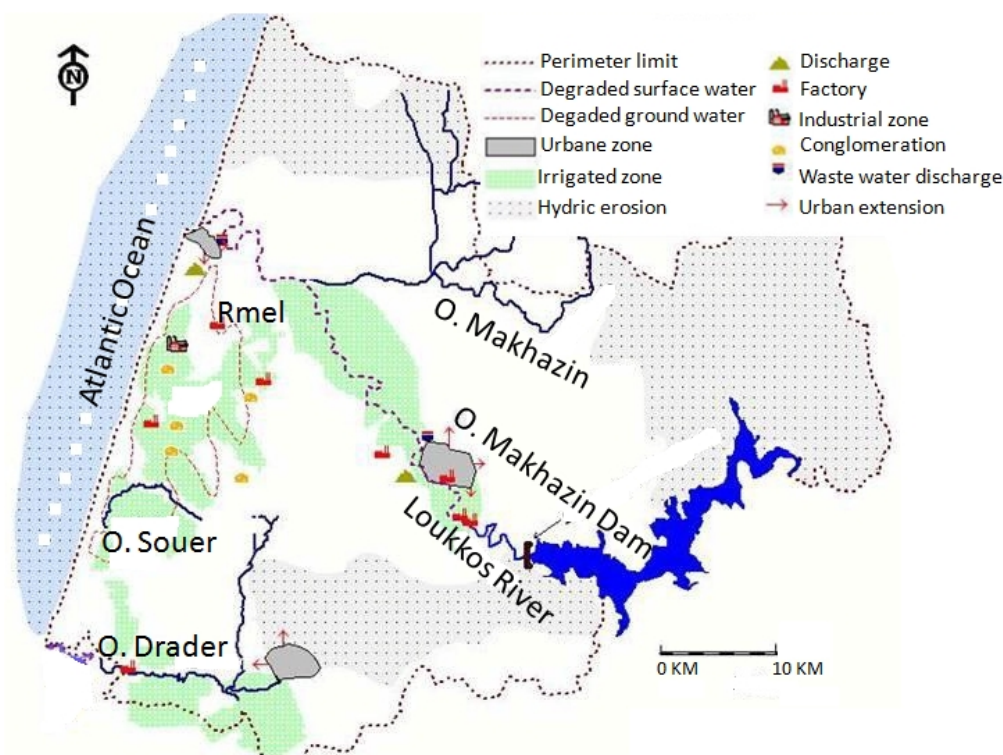 N
Perimeter limit
Degraded surface water
Degaded ground water
Urbane zone
Irrigated zone
Hydric erosion
Discharge
Factory
Industrial zone
Conglomeration
Waste water discharge
Urban extension
Atlantic Ocean
Rmel
O. Makhazin
O. Makhazin Dam
Loukkos River
O. Souer
O. Drader
0 KM 10 KM